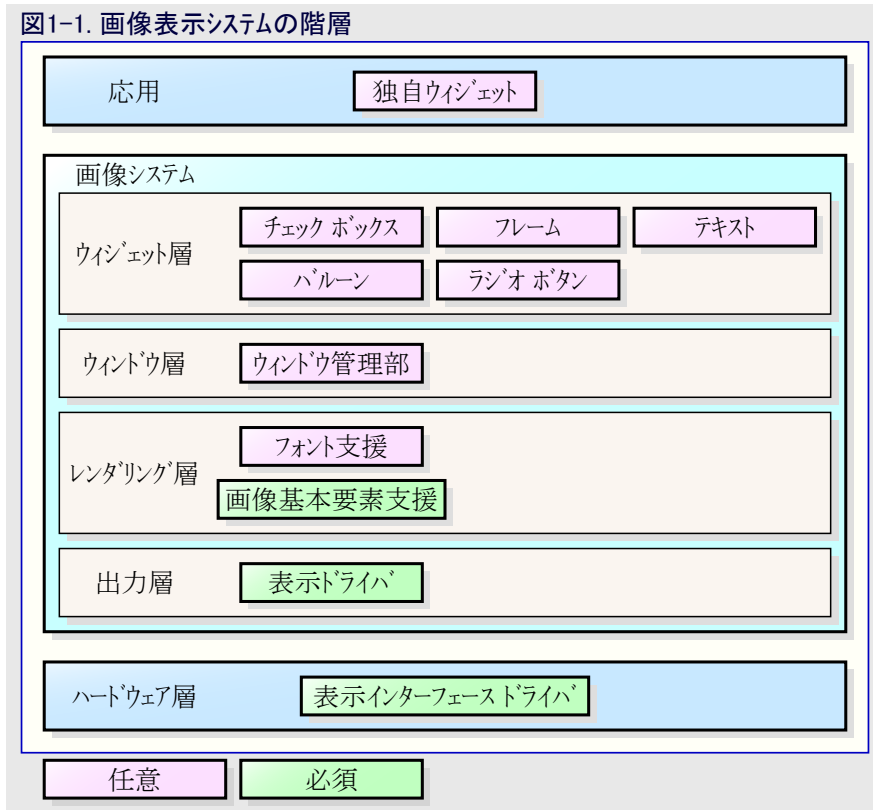 図1-1. 画像表示システムの階層
応用
独自ウィジェット
画像システム
ウィジェット層
チェック ボックス
フレーム
テキスト
バルーン
ラジオ ボタン
ウィンドウ層
ウィンドウ管理部
レンダリング層
フォント支援
画像基本要素支援
出力層
表示ドライバ
ハードウェア層
表示インターフェース ドライバ
任意
必須